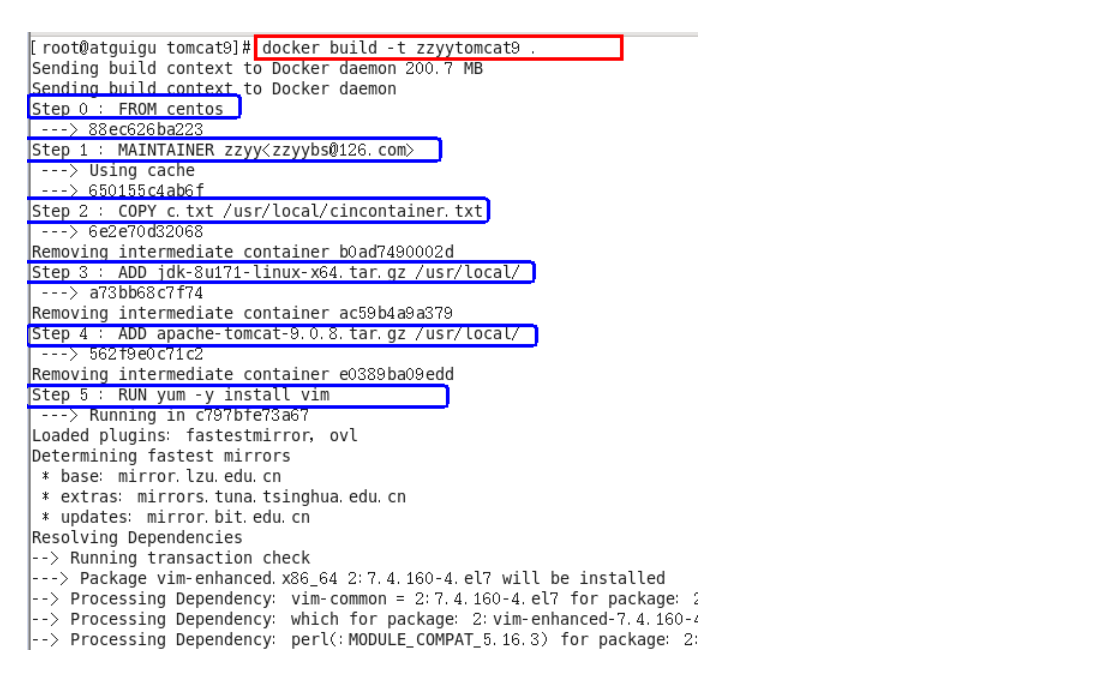 [root@atguigu tomcat9]# docker build -t zzyytomcat9 .
Sending build context to Docker daemon 200.7 MB
Sending build context to Docker daemon
Step 0 : FROM centos
 ---> 88ec626ba223
Step 1 : MAINTAINER zzyy<zzyybs@126.com>
 ---> Using cache
 ---> 650155c4ab6f
Step 2 : COPY c.txt /usr/local/cincontainer.txt
 ---> 6e2e70d32068
Removing intermediate container b0ad7490002d
Step 3 : ADD jdk-8u171-linux-x64.tar.gz /usr/local/
 ---> a73bb68c7f74
Removing intermediate container ac59b4a9a379
Step 4 : ADD apache-tomcat-9.0.8.tar.gz /usr/local/
 ---> 562f9e0c71c2
Removing intermediate container e0389ba09edd
Step 5 : RUN yum -y install vim
 ---> Running in c797bfe73a67
Loaded plugins: fastestmirror, ovl
Determining fastest mirrors
 * base: mirror.lzu.edu.cn
 * extras: mirrors.tuna.tsinghua.edu.cn
 * updates: mirror.bit.edu.cn
Resolving Dependencies
--> Running transaction check
---> Package vim-enhanced.x86_64 2:7.4.160-4.el7 will be installed
--> Processing Dependency: vim-common = 2:7.4.160-4.el7 for package: 2
--> Processing Dependency: which for package: 2:vim-enhanced-7.4.160-4
--> Processing Dependency: perl(:MODULE_COMPAT_5.16.3) for package: 2: